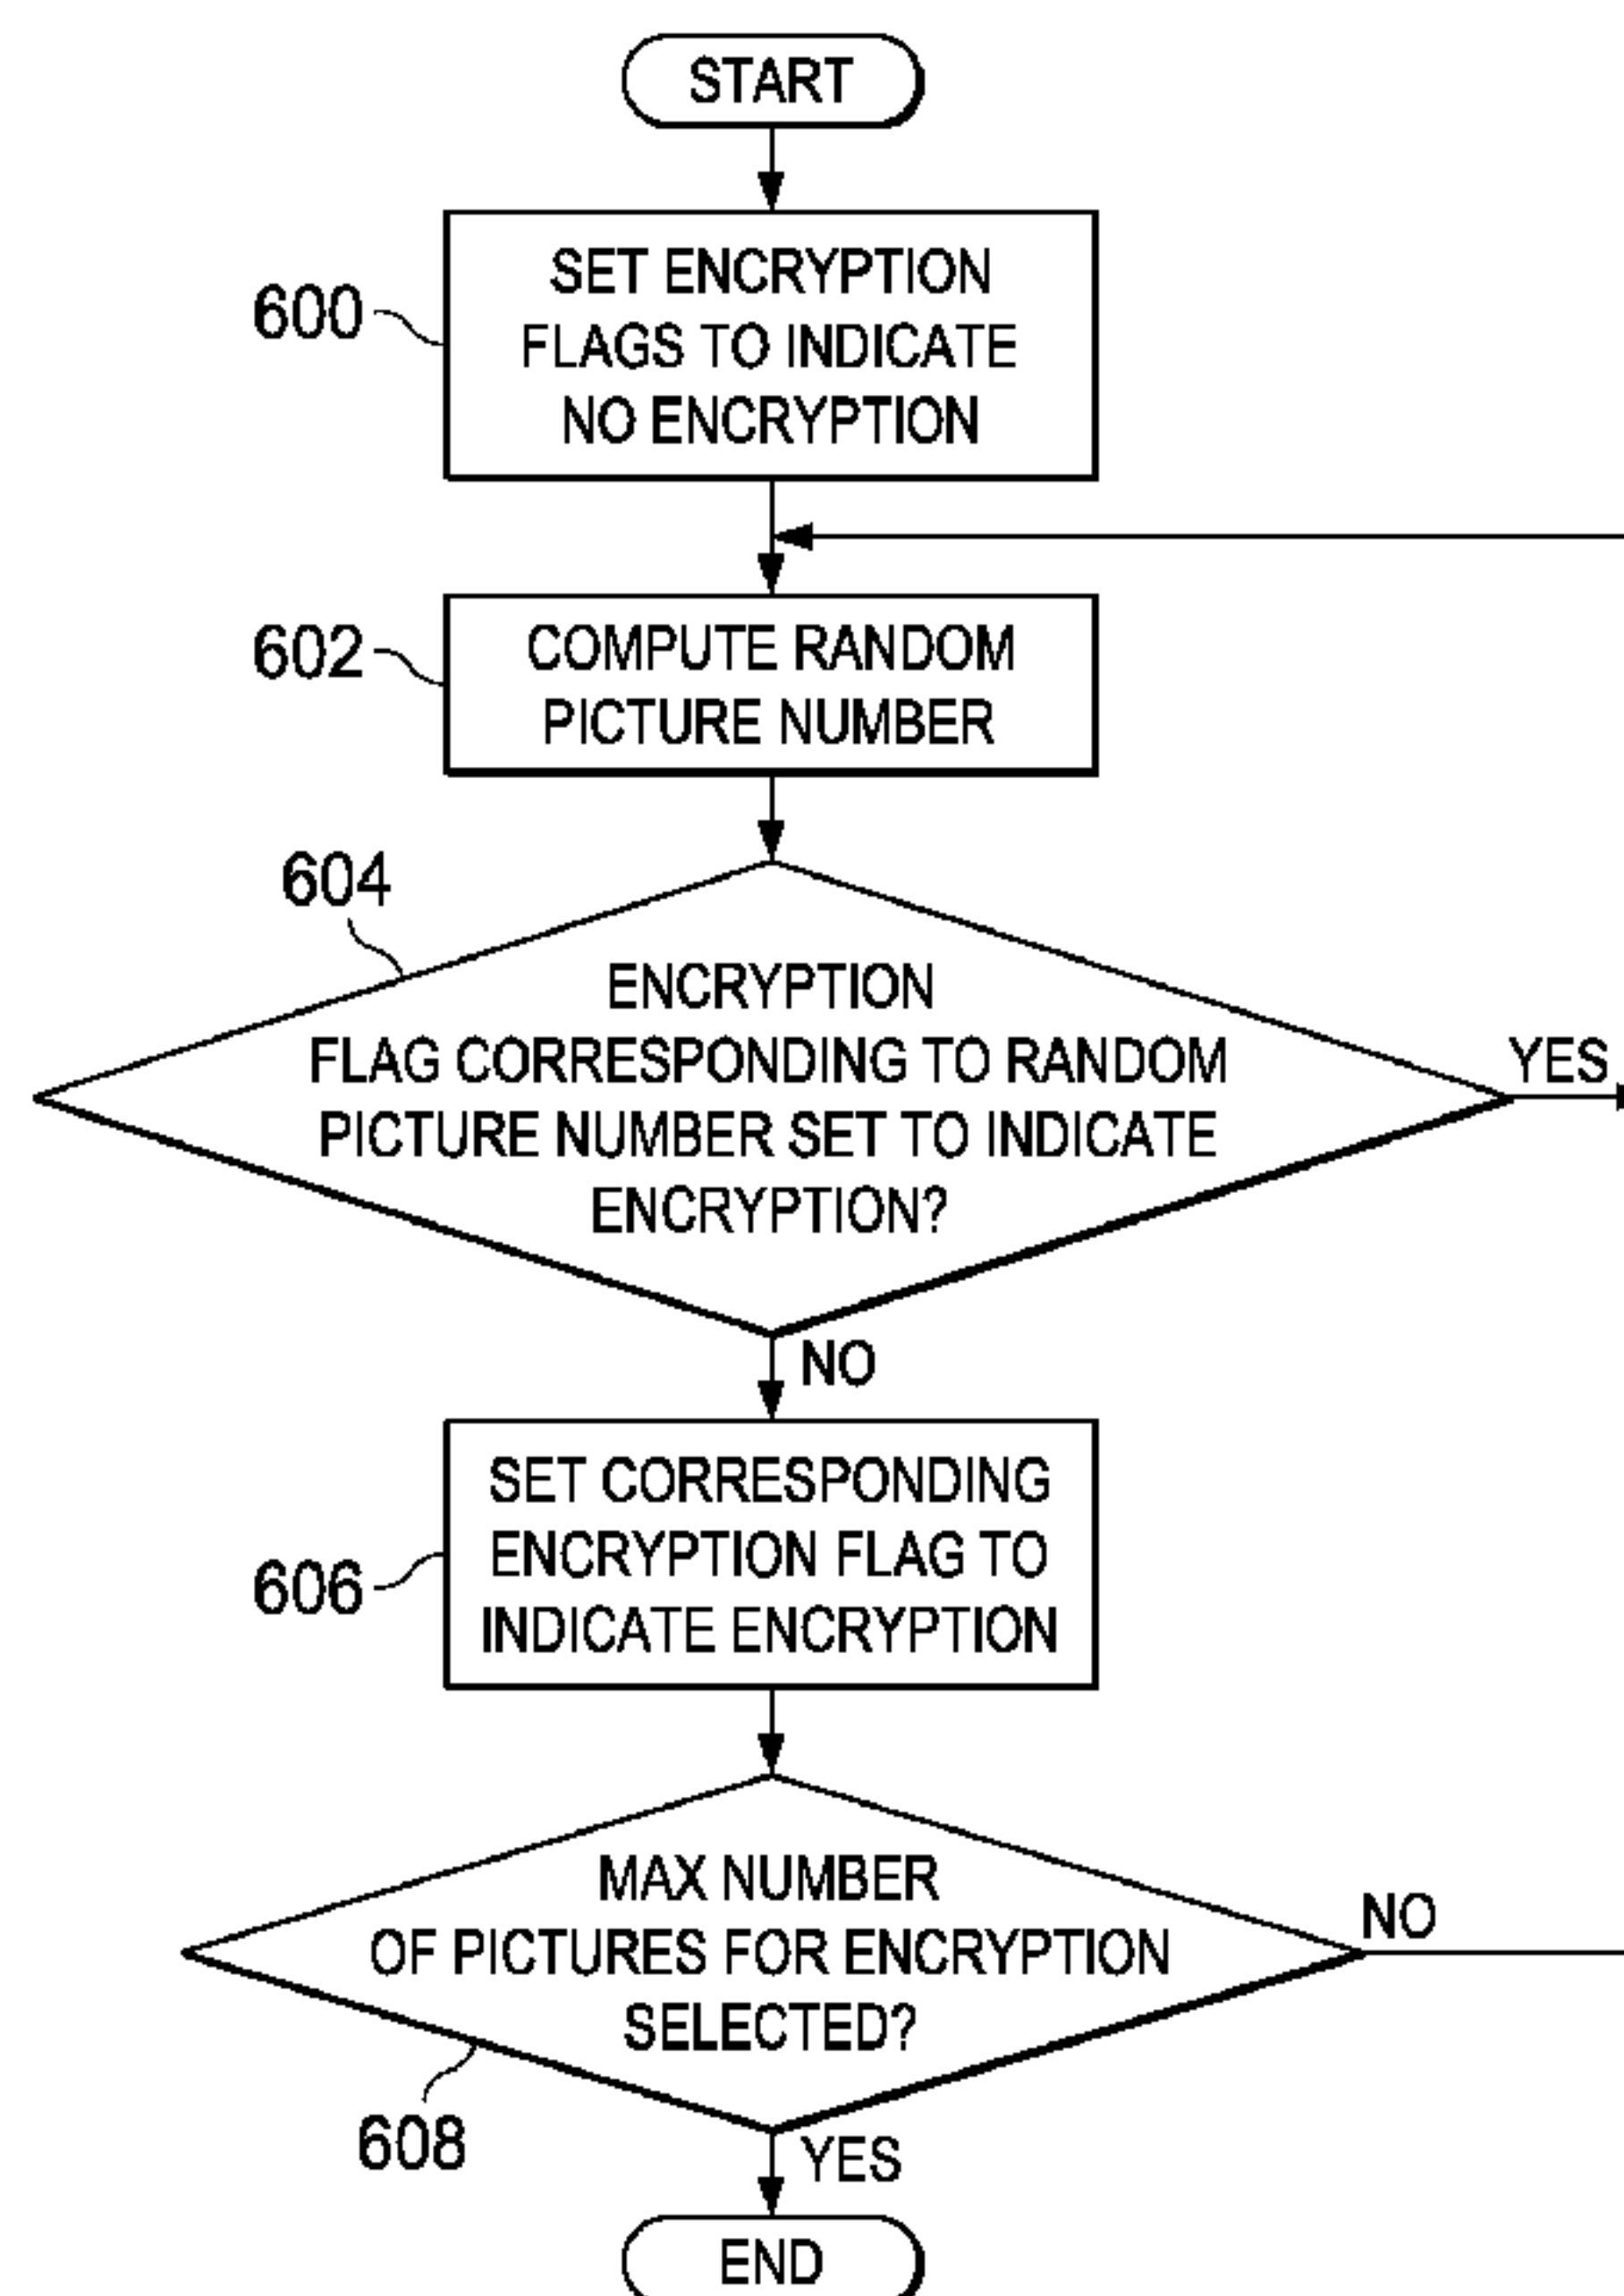 START
600
SET ENCRYPTION
FLAGS TO INDICATE
NO ENCRYPTION
602
COMPUTE RANDOM
PICTURE NUMBER
604
ENCRYPTION
FLAG CORRESPONDING TO RANDOM
PICTURE NUMBER SET TO INDICATE
ENCRYPTION?
YES
NO
606
SET CORRESPONDING
ENCRYPTION FLAG TO
INDICATE ENCRYPTION
MAX NUMBER
OF PICTURES FOR ENCRYPTION
SELECTED?
NO
608
YES
END